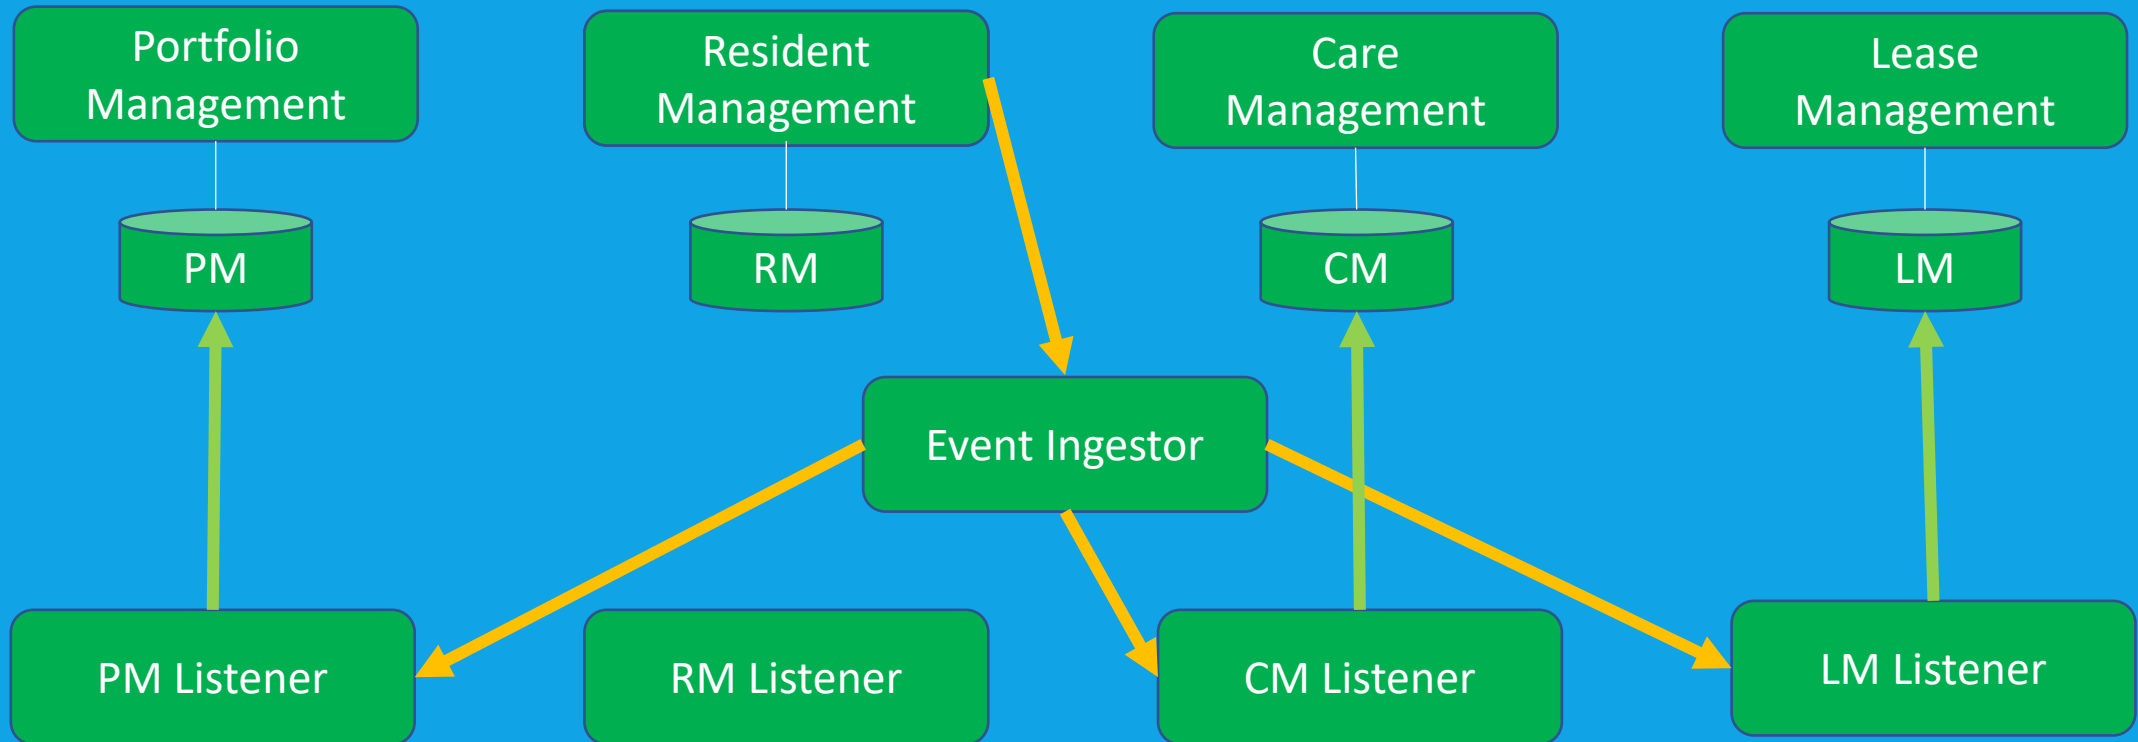 Portfolio
Management
Resident
Management
Care
Management
Lease
Management
PM
RM
CM
LM
Event Ingestor
PM Listener
RM Listener
CM Listener
LM Listener